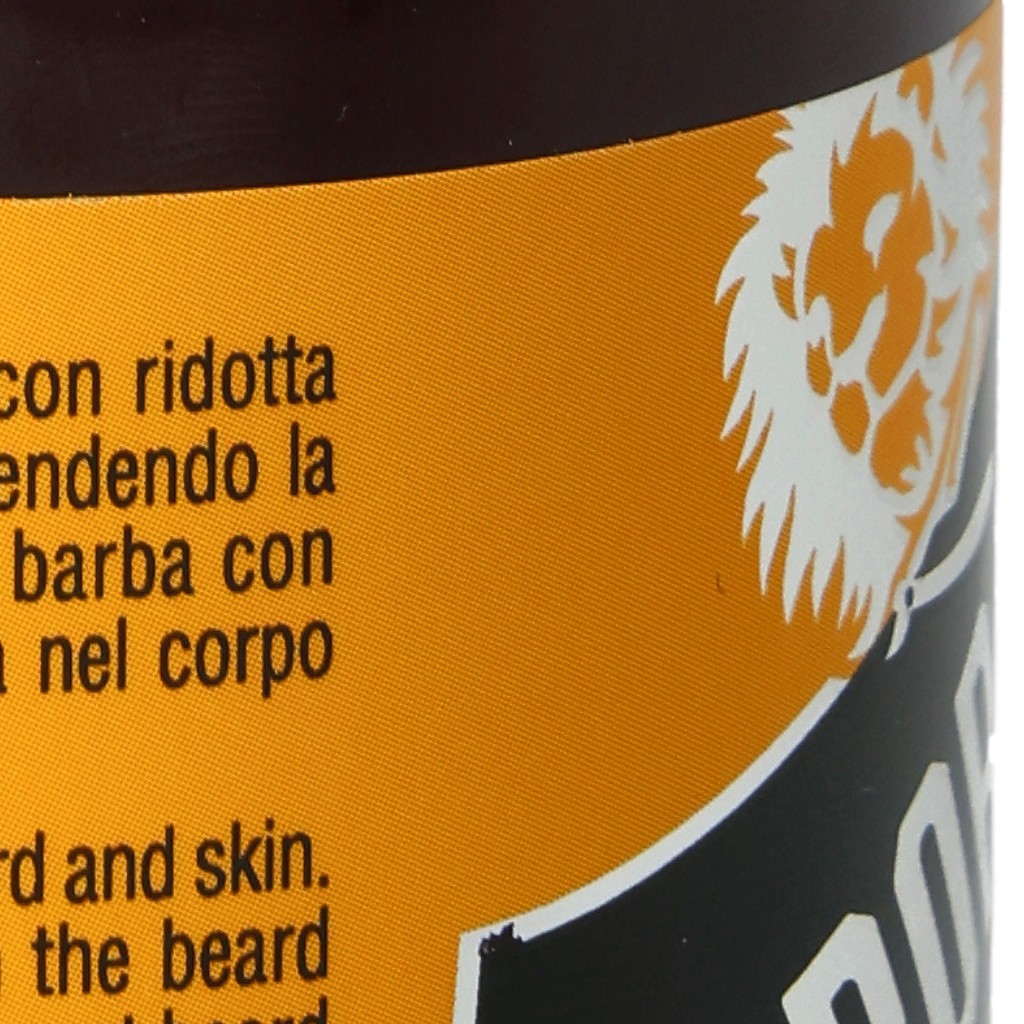 con ridotta
endendo la
barba con
nel corpo
rd and skin.
the beard